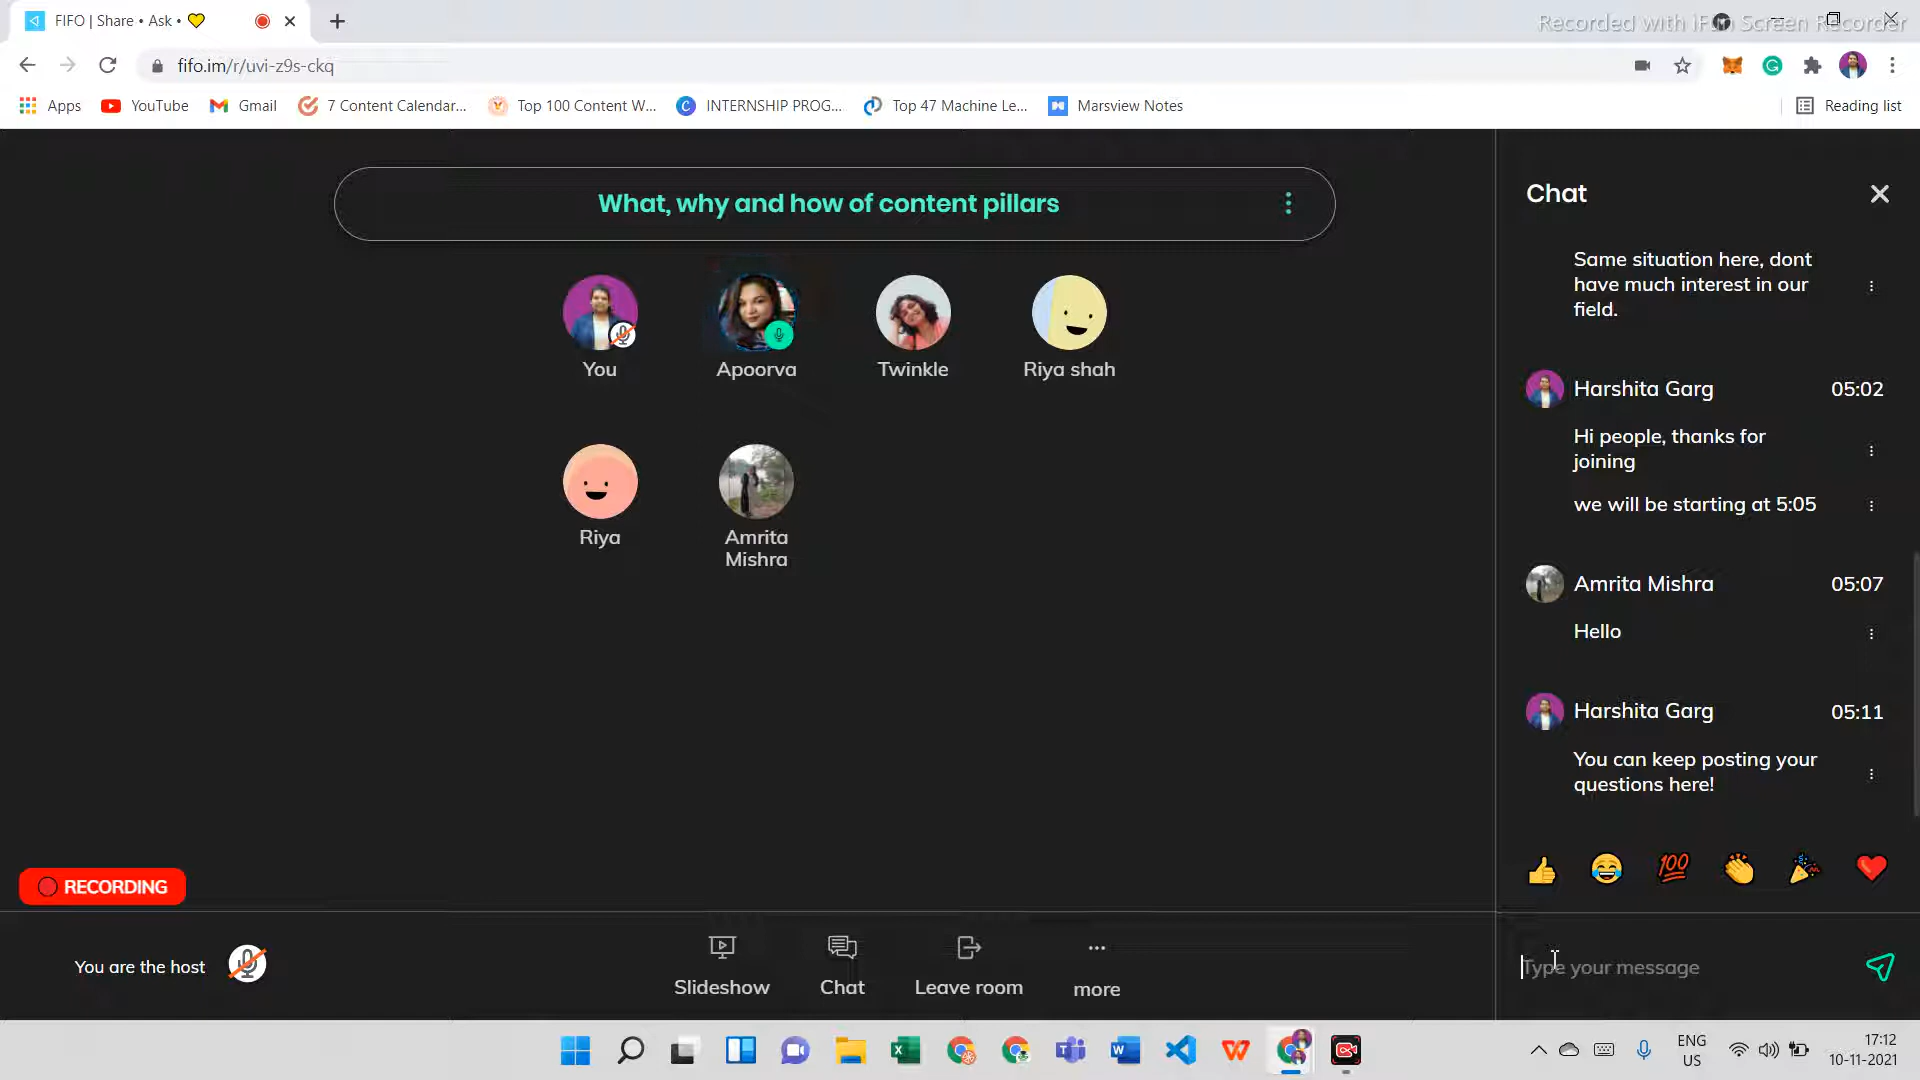 FIFO | Share • Ask • 💛
Recorded with iFun Screen Recorder
fifo.im/r/uvi-z9s-ckq
Apps
YouTube
Gmail
7 Content Calendar...
Top 100 Content W...
INTERNSHIP PROG...
Top 47 Machine Le...
Marsview Notes
Reading list
What, why and how of content pillars
You
Apoorva
Twinkle
Riya shah
Riya
Amrita
Mishra
RECORDING
You are the host
Slideshow
Chat
Leave room
more
Chat
Same situation here, dont
have much interest in our
field.
Harshita Garg 05:02
Hi people, thanks for
joining
we will be starting at 5:05
Amrita Mishra 05:07
Hello
Harshita Garg 05:11
You can keep posting your
questions here!
Type your message
ENG
US
17:12
10-11-2021